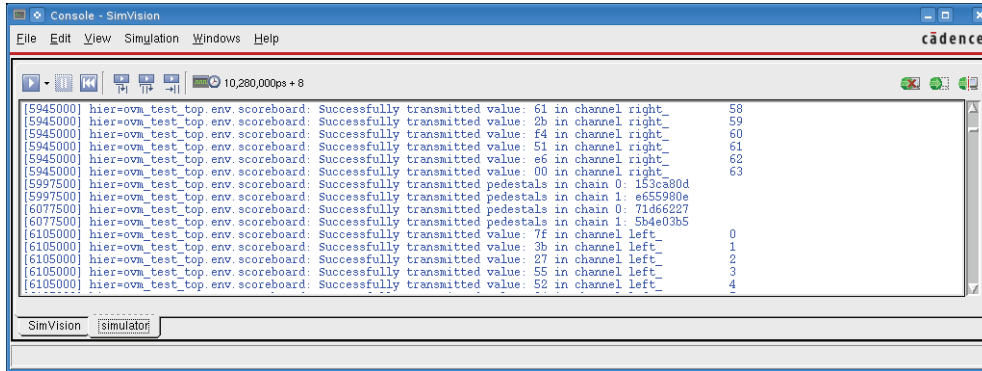 Console - SimVision
File Edit View Simulation Windows Help cādence
10,280,000ps + 8
[5945000] hier=ovm_test_top.env.scoreboard: Successfully transmitted value: 61 in channel right_ 58
[5945000] hier=ovm_test_top.env.scoreboard: Successfully transmitted value: 2b in channel right_ 59
[5945000] hier=ovm_test_top.env.scoreboard: Successfully transmitted value: f4 in channel right_ 60
[5945000] hier=ovm_test_top.env.scoreboard: Successfully transmitted value: 51 in channel right_ 61
[5945000] hier=ovm_test_top.env.scoreboard: Successfully transmitted value: e6 in channel right_ 62
[5945000] hier=ovm_test_top.env.scoreboard: Successfully transmitted value: 00 in channel right_ 63
[5997500] hier=ovm_test_top.env.scoreboard: Successfully transmitted pedestals in chain 0: 153ca80d
[5997500] hier=ovm_test_top.env.scoreboard: Successfully transmitted pedestals in chain 1: e655980e
[6077500] hier=ovm_test_top.env.scoreboard: Successfully transmitted pedestals in chain 0: 71d66227
[6077500] hier=ovm_test_top.env.scoreboard: Successfully transmitted pedestals in chain 1: 5b4e03b5
[6105000] hier=ovm_test_top.env.scoreboard: Successfully transmitted value: 7f in channel left_ 0
[6105000] hier=ovm_test_top.env.scoreboard: Successfully transmitted value: 3b in channel left_ 1
[6105000] hier=ovm_test_top.env.scoreboard: Successfully transmitted value: 27 in channel left_ 2
[6105000] hier=ovm_test_top.env.scoreboard: Successfully transmitted value: 55 in channel left_ 3
[6105000] hier=ovm_test_top.env.scoreboard: Successfully transmitted value: 52 in channel left_ 4
SimVision simulator